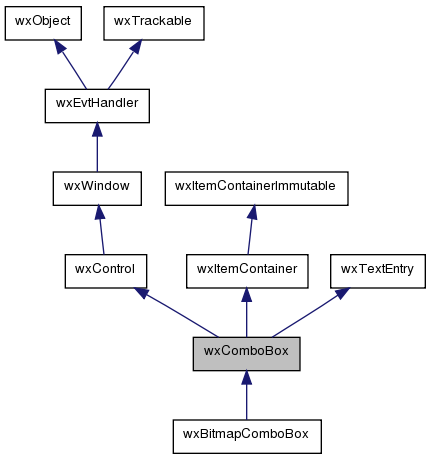 wxObject
wxTrackable
wxEvtHandler
wxWindow
wxItemContainerImmutable
wxControl
wxItemContainer
wxTextEntry
wxComboBox
wxBitmapComboBox